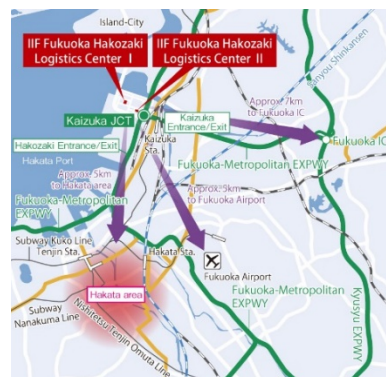 Island-City
IIF Fukuoka Hakozaki
Logistics Center Ⅰ
IIF Fukuoka Hakozaki
Logistics Center Ⅱ
Sanyou Shinkansen
Kaizuka JCT
Kaizuka
Entrance/Exit
Approx. 7km
to Fukuoka IC
Hakozaki Entrance/Exit
Kaizuka
Sta.
Fukuoka IC
Hakata Port
Approx. 5km
to Hakata area
Fukuoka-Metropolitan
EXPWY
Fukuoka-Metropolitan
EXPWY
Approx. 5km
to Fukuoka Airport
Subway Kuko Line
Tenjin Sta.
Hakata Sta.
Fukuoka Airport
Hakata area
Fukuoka-Metropolitan
EXPWY
Subway
Nanakuma Line
Nishitetsu Tenjin Omuta Line
Kyusyu EXPWY